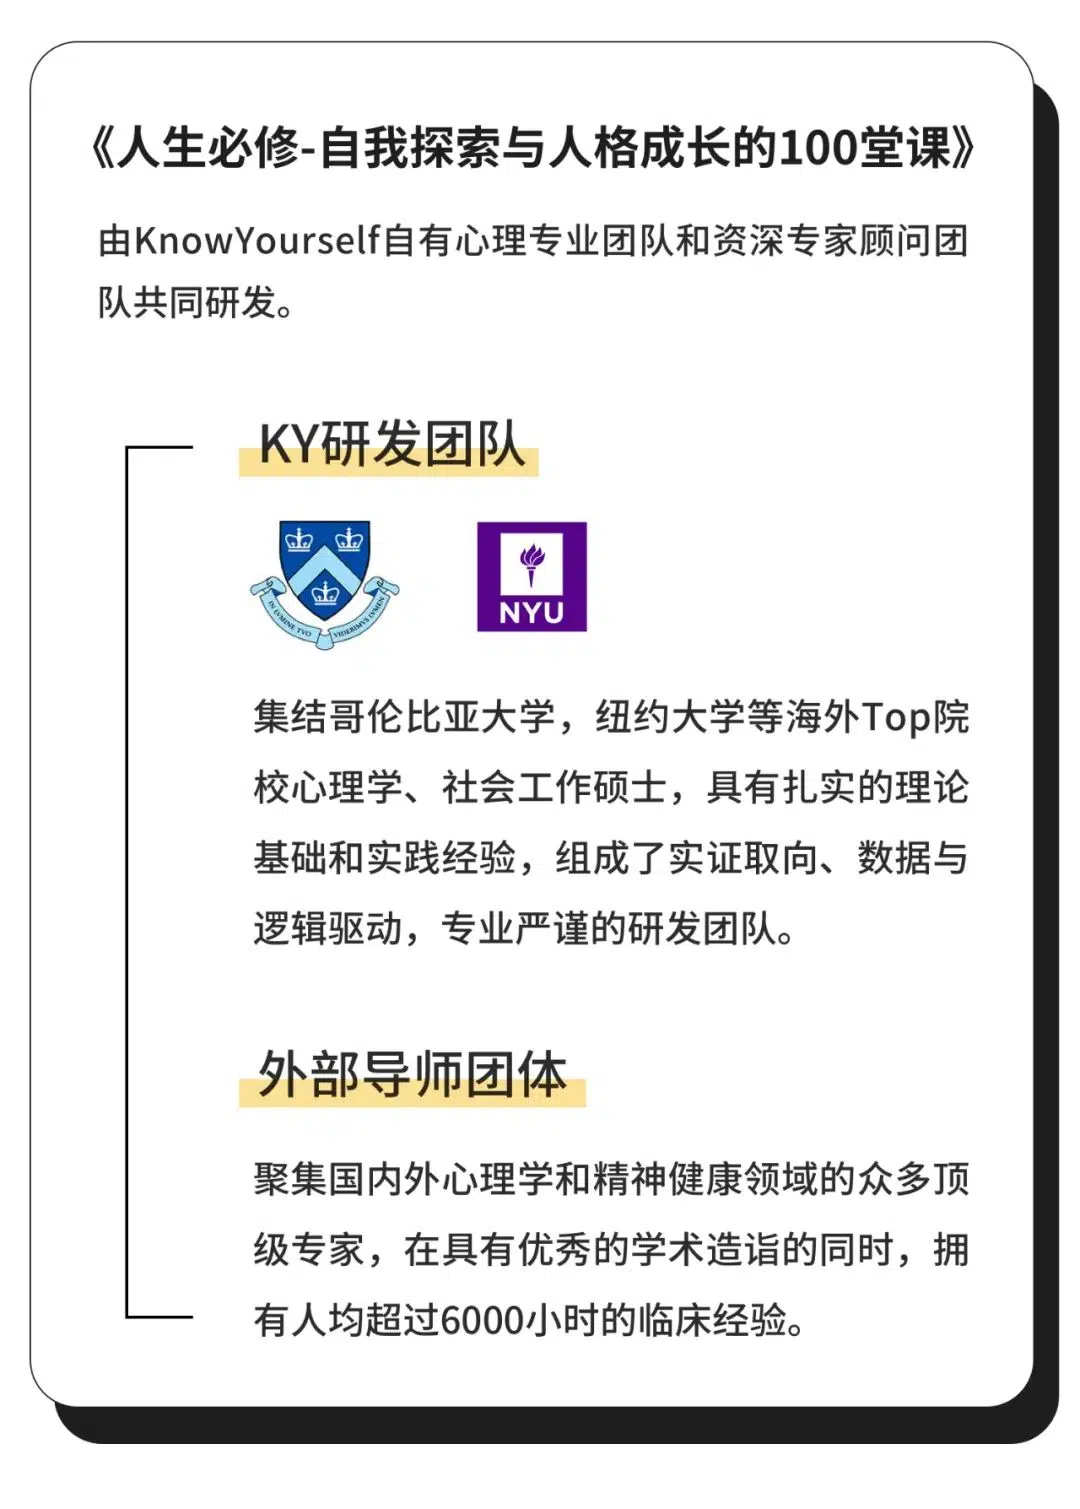 《人生必修-自我探索与人格成长的100堂课》
由KnowYourself自有心理专业团队和资深专家顾问团
队共同研发。
KY研发团队
IN LVMINE TVO VIDEBIMVS LVMEN
NYU
集结哥伦比亚大学，纽约大学等海外Top院
校心理学、社会工作硕士，具有扎实的理论
基础和实践经验，组成了实证取向、数据与
逻辑驱动，专业严谨的研发团队。
外部导师团体
聚集国内外心理学和精神健康领域的众多顶
级专家，在具有优秀的学术造诣的同时，拥
有人均超过6000小时的临床经验。